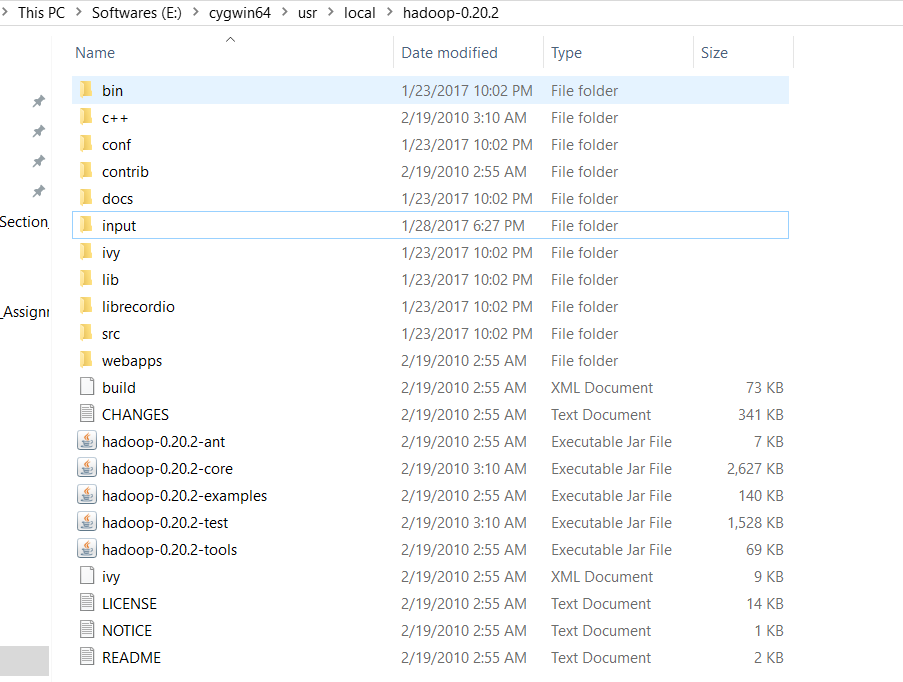 This PC > Softwares (E:) > cygwin64 > usr > local > hadoop-0.20.2
Name Date modified Type Size
bin 1/23/2017 10:02 PM File folder
c++ 2/19/2010 3:10 AM File folder
conf 1/23/2017 10:02 PM File folder
contrib 2/19/2010 2:55 AM File folder
docs 1/23/2017 10:02 PM File folder
Section_ input 1/28/2017 6:27 PM File folder
ivy 1/23/2017 10:02 PM File folder
lib 1/23/2017 10:02 PM File folder
_Assignr librecordio 1/23/2017 10:02 PM File folder
src 1/23/2017 10:02 PM File folder
webapps 2/19/2010 2:55 AM File folder
build 2/19/2010 2:55 AM XML Document 73 KB
CHANGES 2/19/2010 2:55 AM Text Document 341 KB
hadoop-0.20.2-ant 2/19/2010 2:55 AM Executable Jar File 7 KB
hadoop-0.20.2-core 2/19/2010 3:10 AM Executable Jar File 2,627 KB
hadoop-0.20.2-examples 2/19/2010 2:55 AM Executable Jar File 140 KB
hadoop-0.20.2-test 2/19/2010 3:10 AM Executable Jar File 1,528 KB
hadoop-0.20.2-tools 2/19/2010 2:55 AM Executable Jar File 69 KB
ivy 2/19/2010 2:55 AM XML Document 9 KB
LICENSE 2/19/2010 2:55 AM Text Document 14 KB
NOTICE 2/19/2010 2:55 AM Text Document 1 KB
README 2/19/2010 2:55 AM Text Document 2 KB